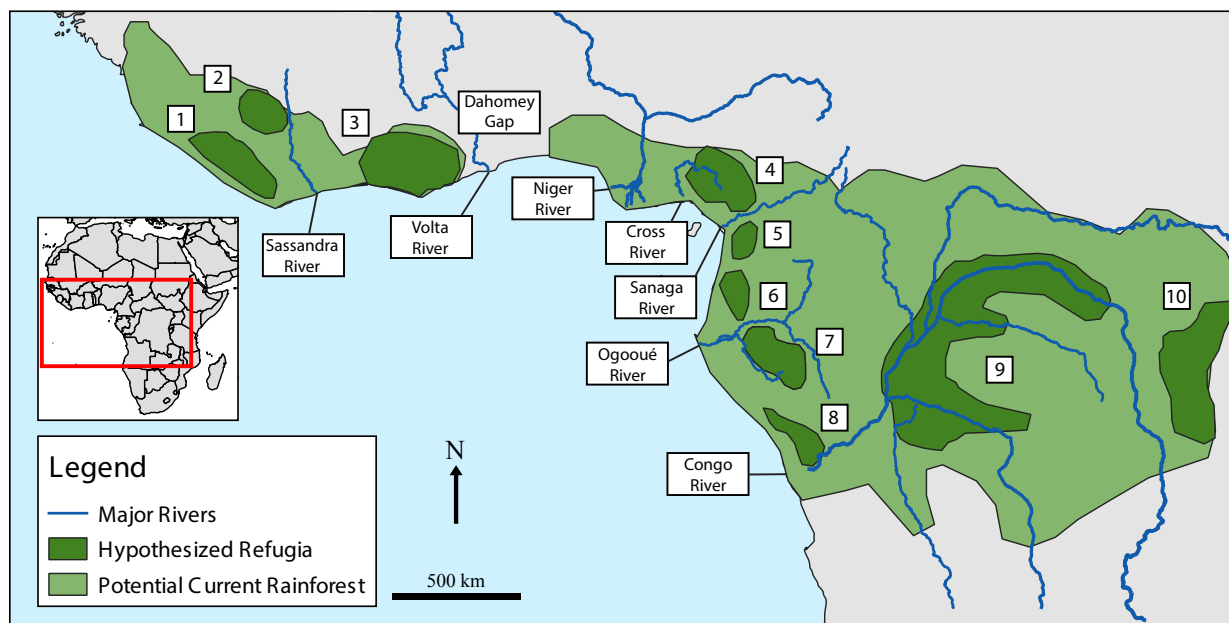 1
2
3
Dahomey
Gap
4
Niger
River
Cross
River
Volta
River
Sassandra
River
Sanaga
River
5
6
10
Ogooué
River
7
9
8
Congo
River
N
500 km
Legend
Major Rivers
Hypothesized Refugia
Potential Current Rainforest